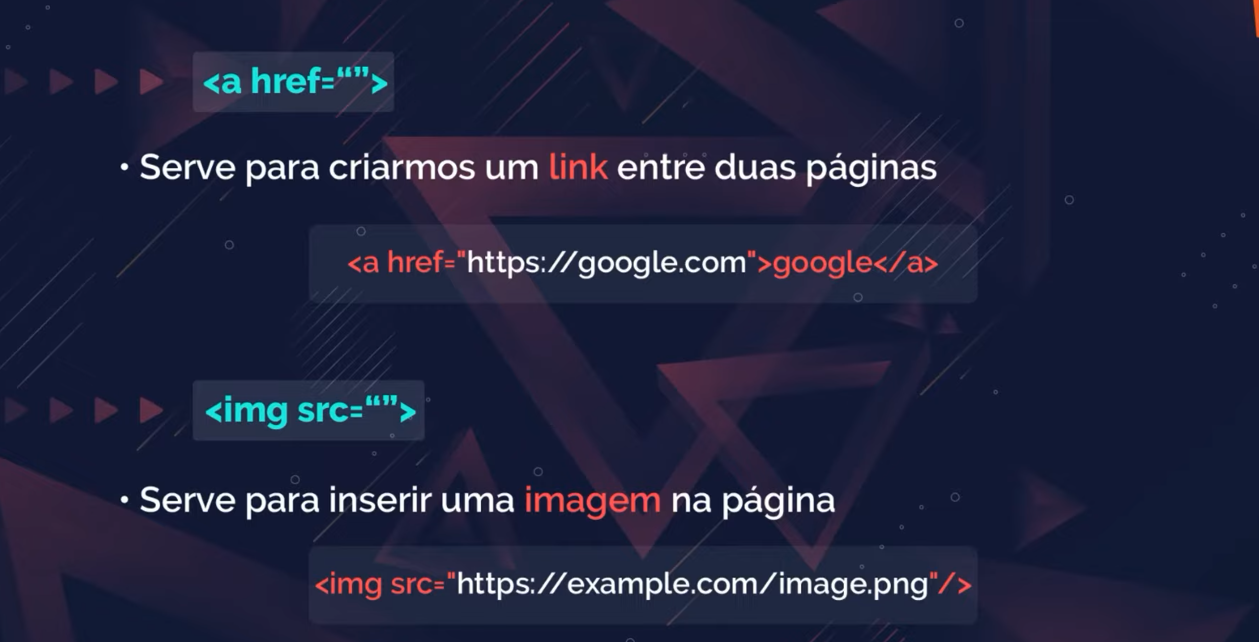 <a href=“”>
• Serve para criarmos um link entre duas páginas
<a href="https://google.com">google</a>
<img src=“”>
• Serve para inserir uma imagem na página
<img src="https://example.com/image.png"/>